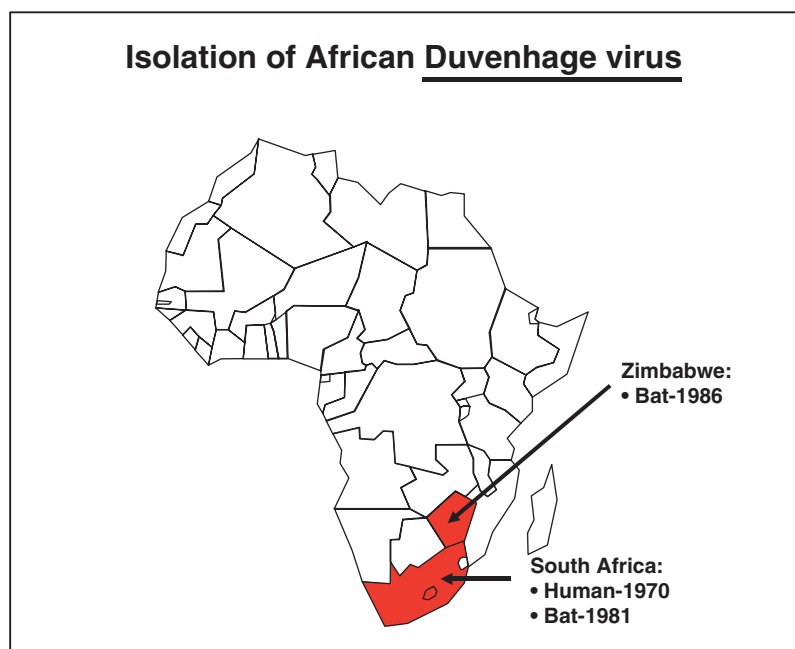 Isolation of African Duvenhage virus
Zimbabwe:
• Bat-1986
South Africa:
• Human-1970
• Bat-1981